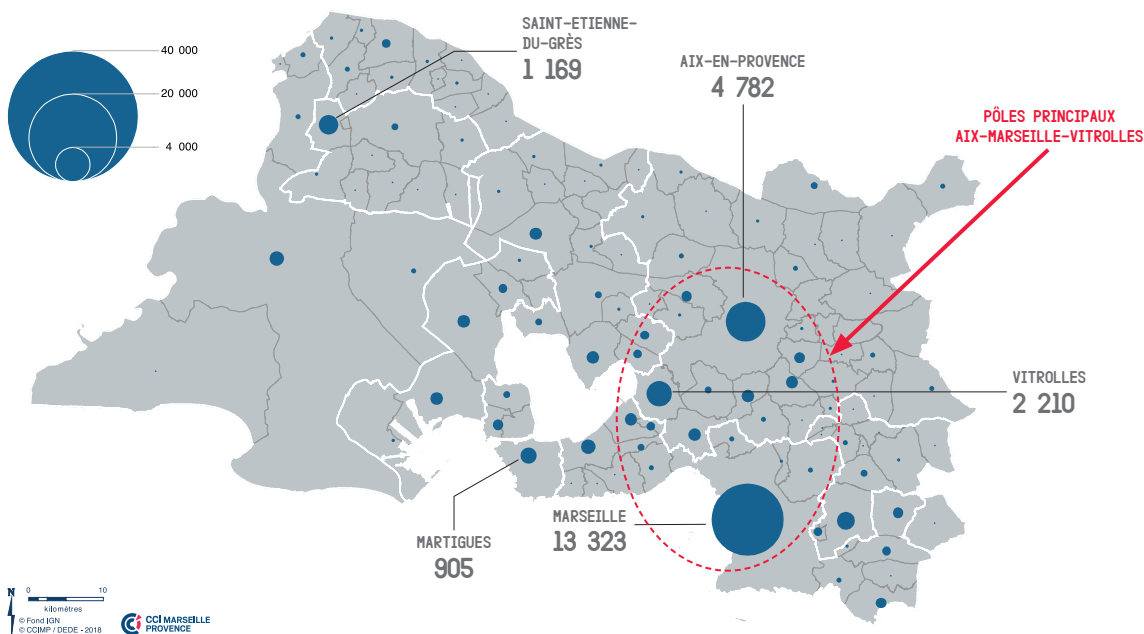 40 000
20 000
4 000
SAINT-ETIENNE-
DU-GRÈS
1 169
AIX-EN-PROVENCE
4 782
PÔLES PRINCIPAUX
AIX-MARSEILLE-VITROLLES
VITROLLES
2 210
MARSEILLE
13 323
MARTIGUES
905
N
0 10
kilomètres
© Fond IGN
© CCIMP / DEDE - 2018
CCI MARSEILLE
PROVENCE